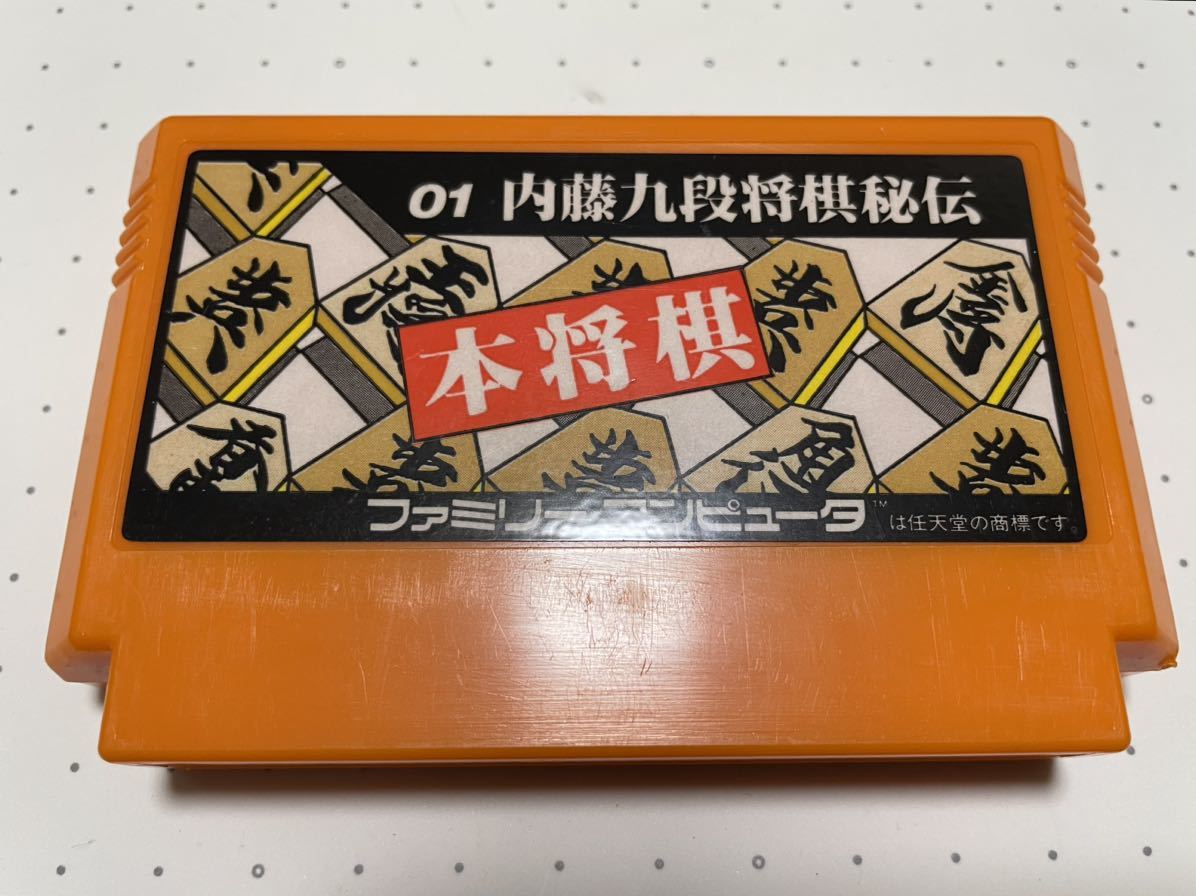 01 内藤九段将棋秘伝
本将棋
ファミリーコンピュータ™は任天堂の商標です。